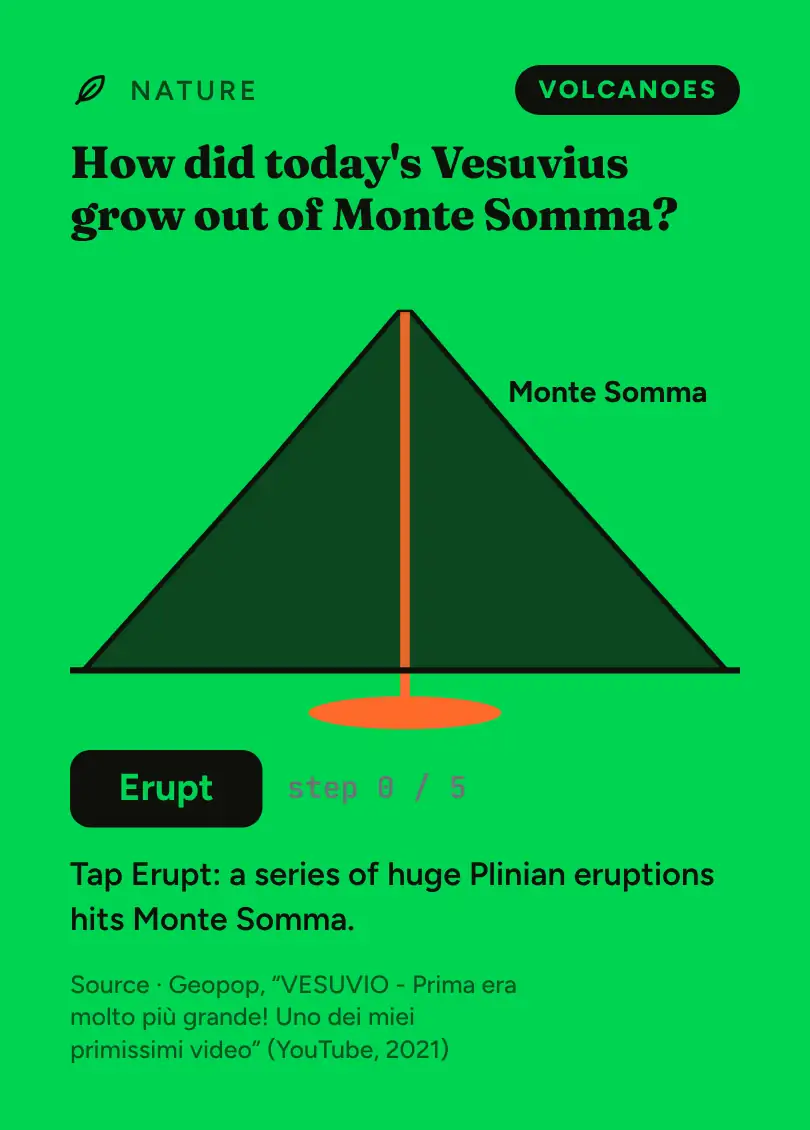 NATURE
VOLCANOES
How did today's Vesuvius
grow out of Monte Somma?
Monte Somma
Erupt
step 0 / 5
Tap Erupt: a series of huge Plinian eruptions
hits Monte Somma.
Source · Geopop, “VESUVIO - Prima era
molto più grande! Uno dei miei
primissimi video” (YouTube, 2021)